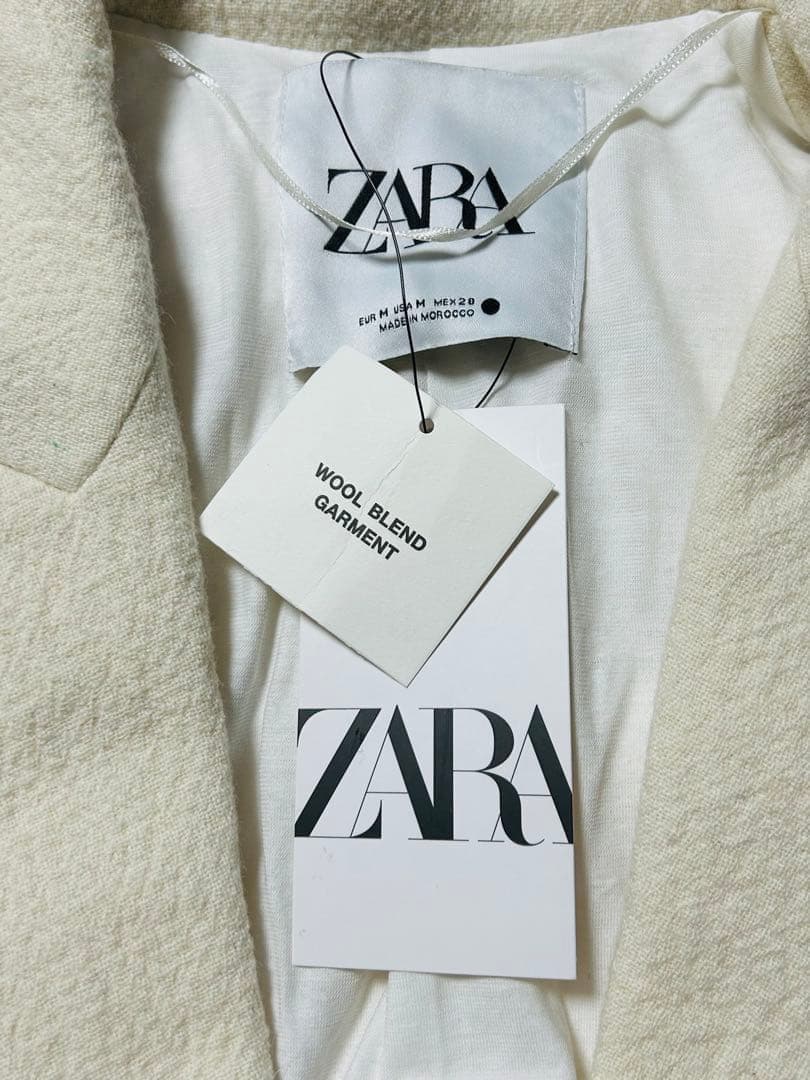 ZARA
EUR M USA M MEX 28
MADE IN MOROCCO
WOOL BLEND
GARMENT
ZARA